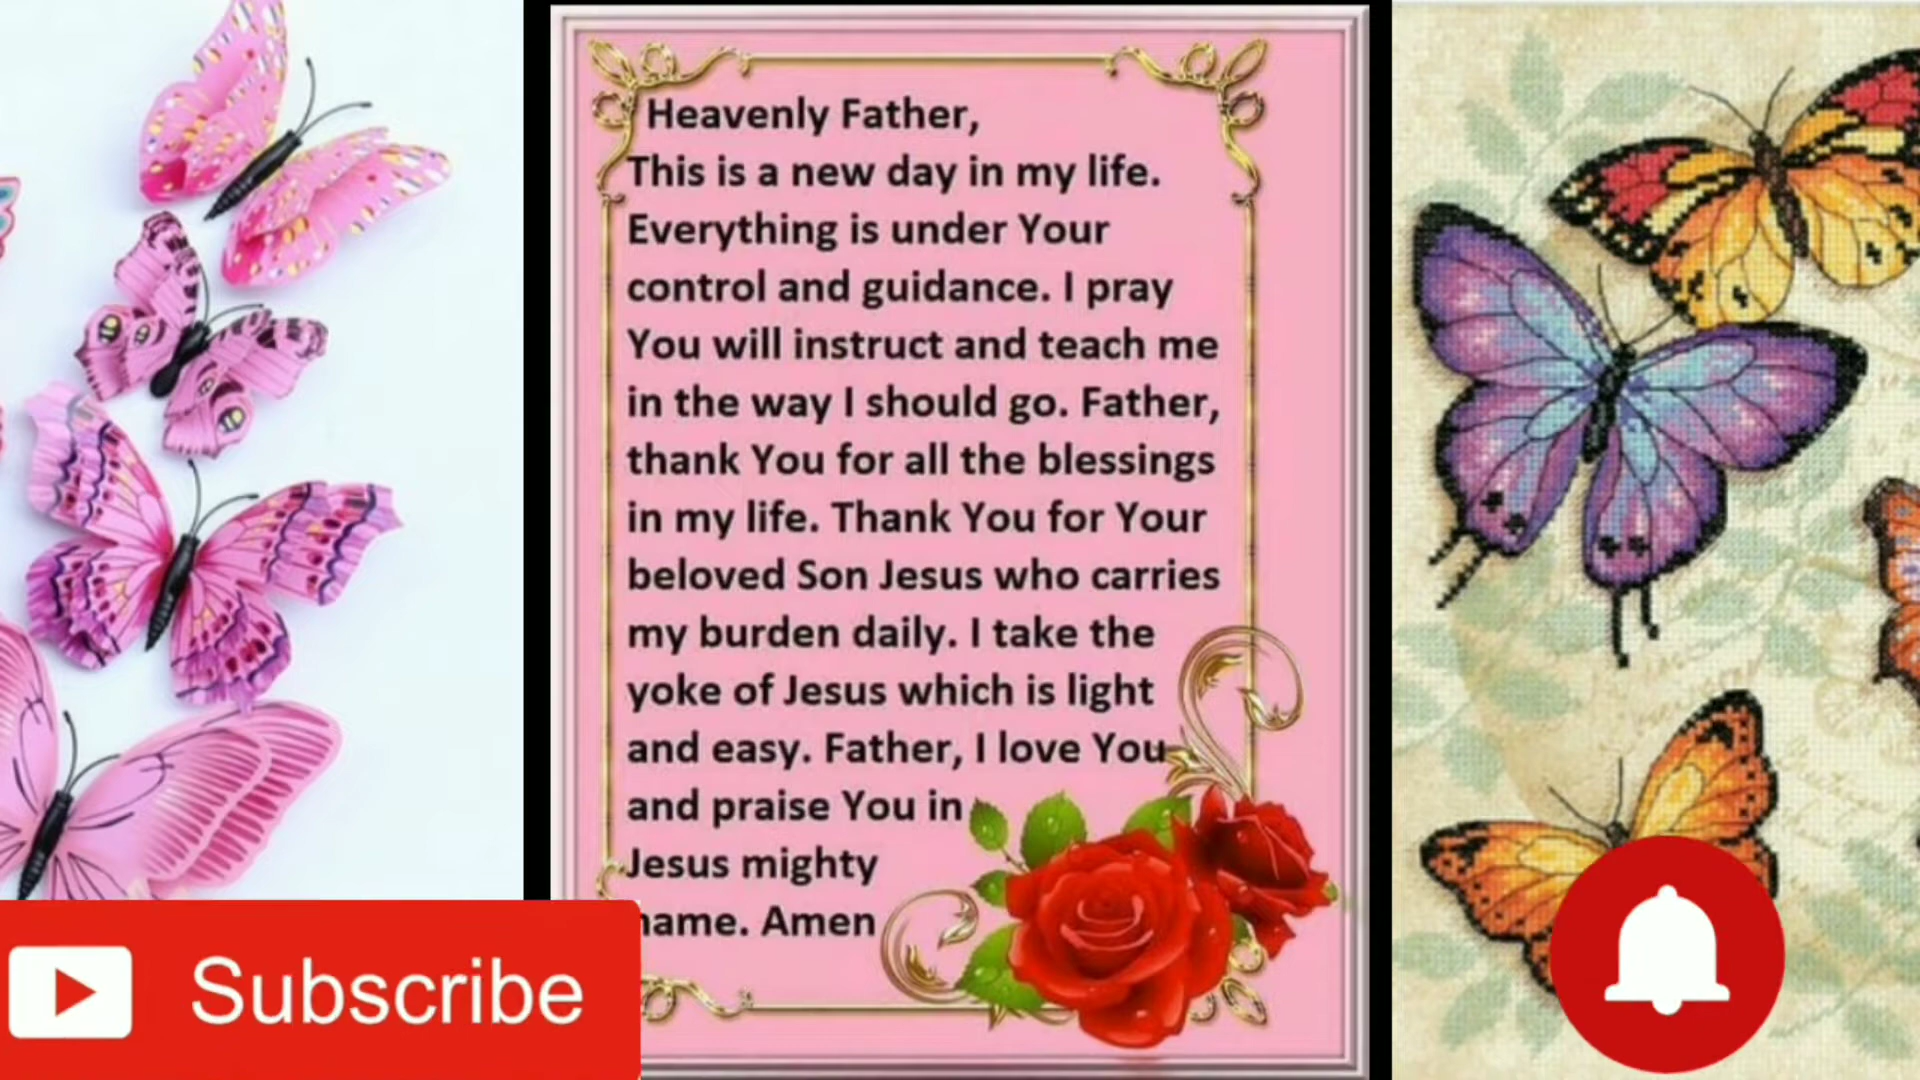 Heavenly Father,
This is a new day in my life.
Everything is under Your
control and guidance. I pray
You will instruct and teach me
in the way I should go. Father,
thank You for all the blessings
in my life. Thank You for Your
beloved Son Jesus who carries
my burden daily. I take the
yoke of Jesus which is light
and easy. Father, I love You
and praise You in
Jesus mighty
name. Amen
Subscribe